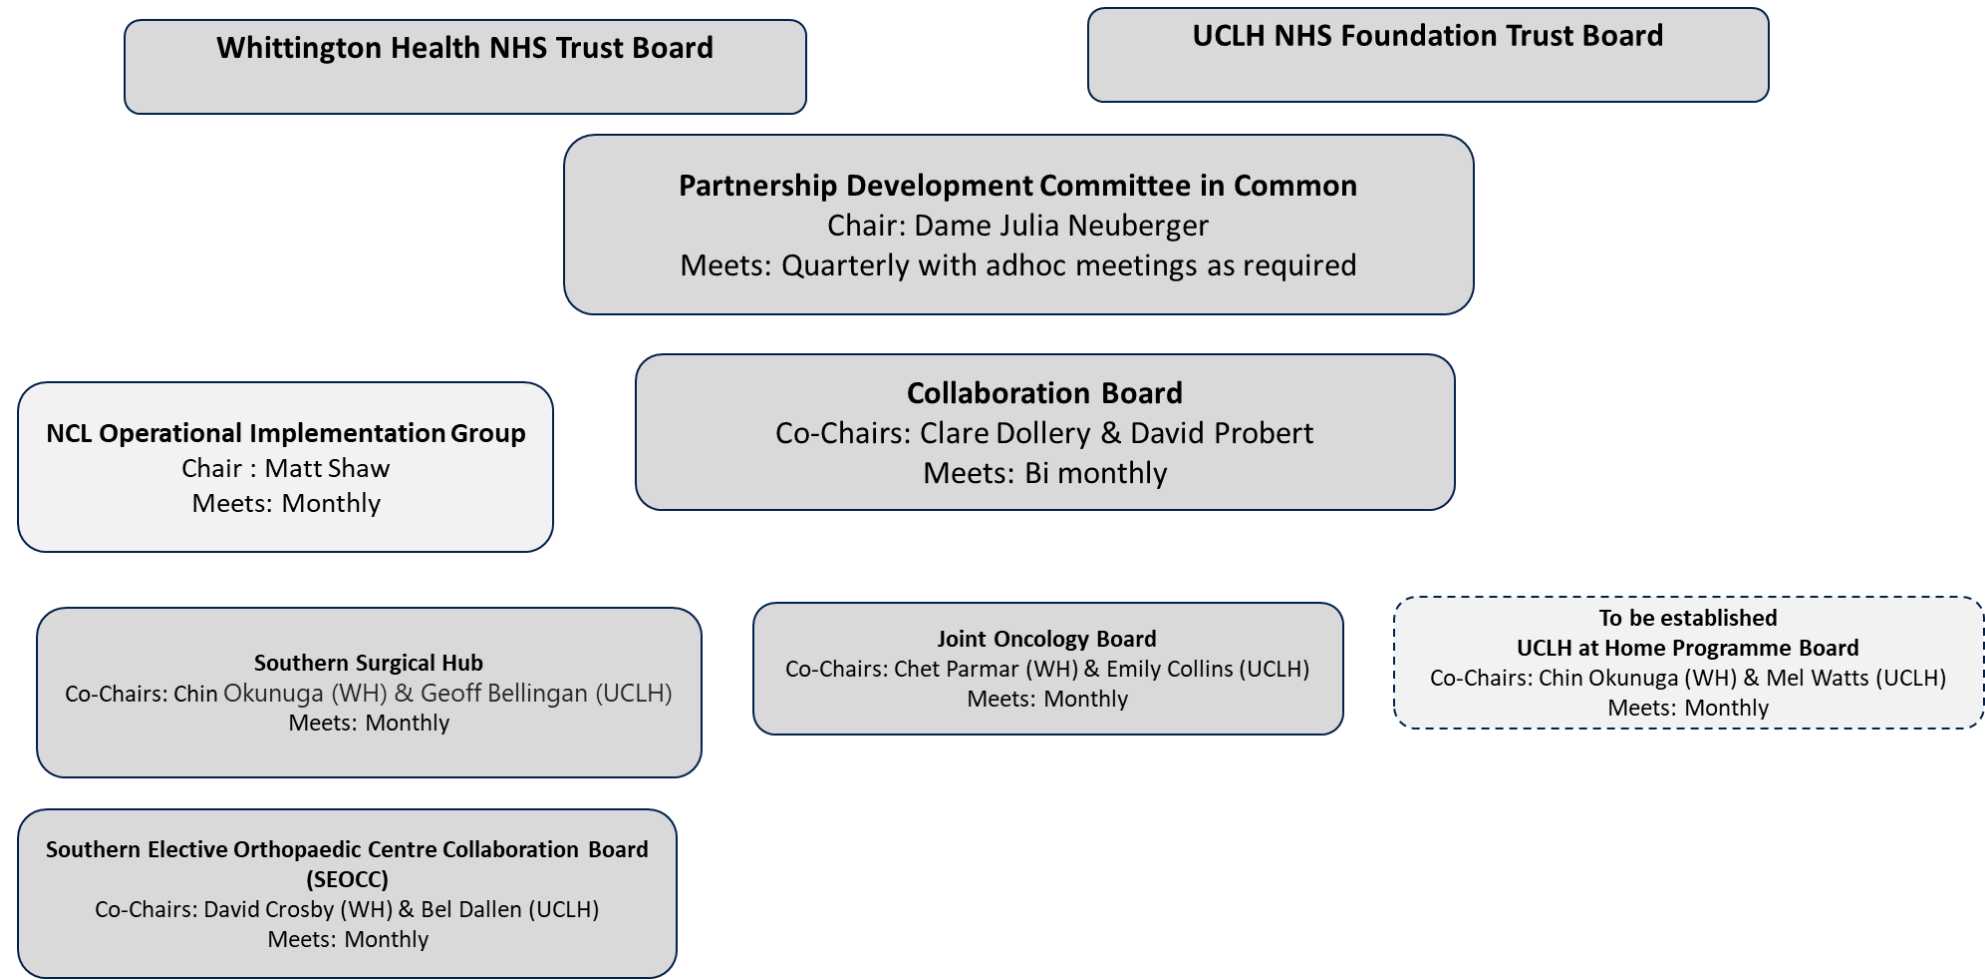 Whittington Health NHS Trust Board
UCLH NHS Foundation Trust Board
Partnership Development Committee in Common
Chair: Dame Julia Neuberger
Meets: Quarterly with adhoc meetings as required
Collaboration Board
Co-Chairs: Clare Dollery & David Probert
Meets: Bi monthly
NCL Operational Implementation Group
Chair : Matt Shaw
Meets: Monthly
Southern Surgical Hub
Co-Chairs: Chin Okunuga (WH) & Geoff Bellingan (UCLH)
Meets: Monthly
Joint Oncology Board
Co-Chairs: Chet Parmar (WH) & Emily Collins (UCLH)
Meets: Monthly
To be established
UCLH at Home Programme Board
Co-Chairs: Chin Okunuga (WH) & Mel Watts (UCLH)
Meets: Monthly
Southern Elective Orthopaedic Centre Collaboration Board
(SEOCC)
Co-Chairs: David Crosby (WH) & Bel Dallen (UCLH)
Meets: Monthly